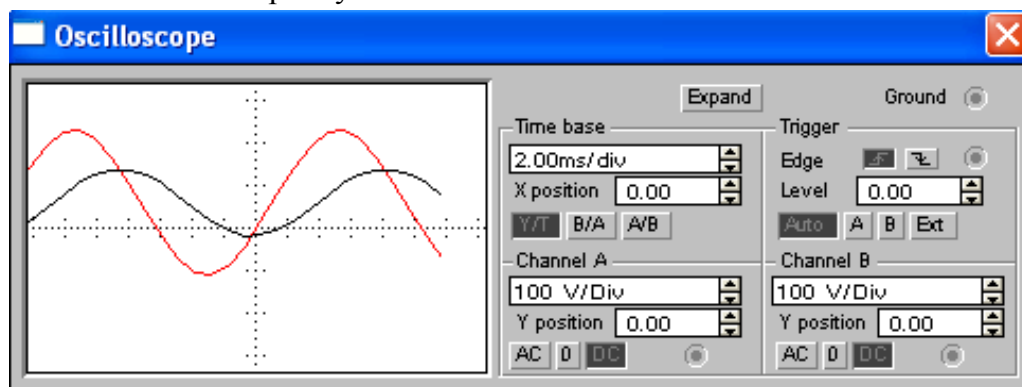 Oscilloscope
Expand
Ground
Time base
2.00ms/div
X position 0.00
Y/T B/A A/B
Trigger
Edge
Level 0.00
Auto A B Ext
Channel A
100 V/Div
Y position 0.00
AC 0 DC
Channel B
100 V/Div
Y position 0.00
AC 0 DC